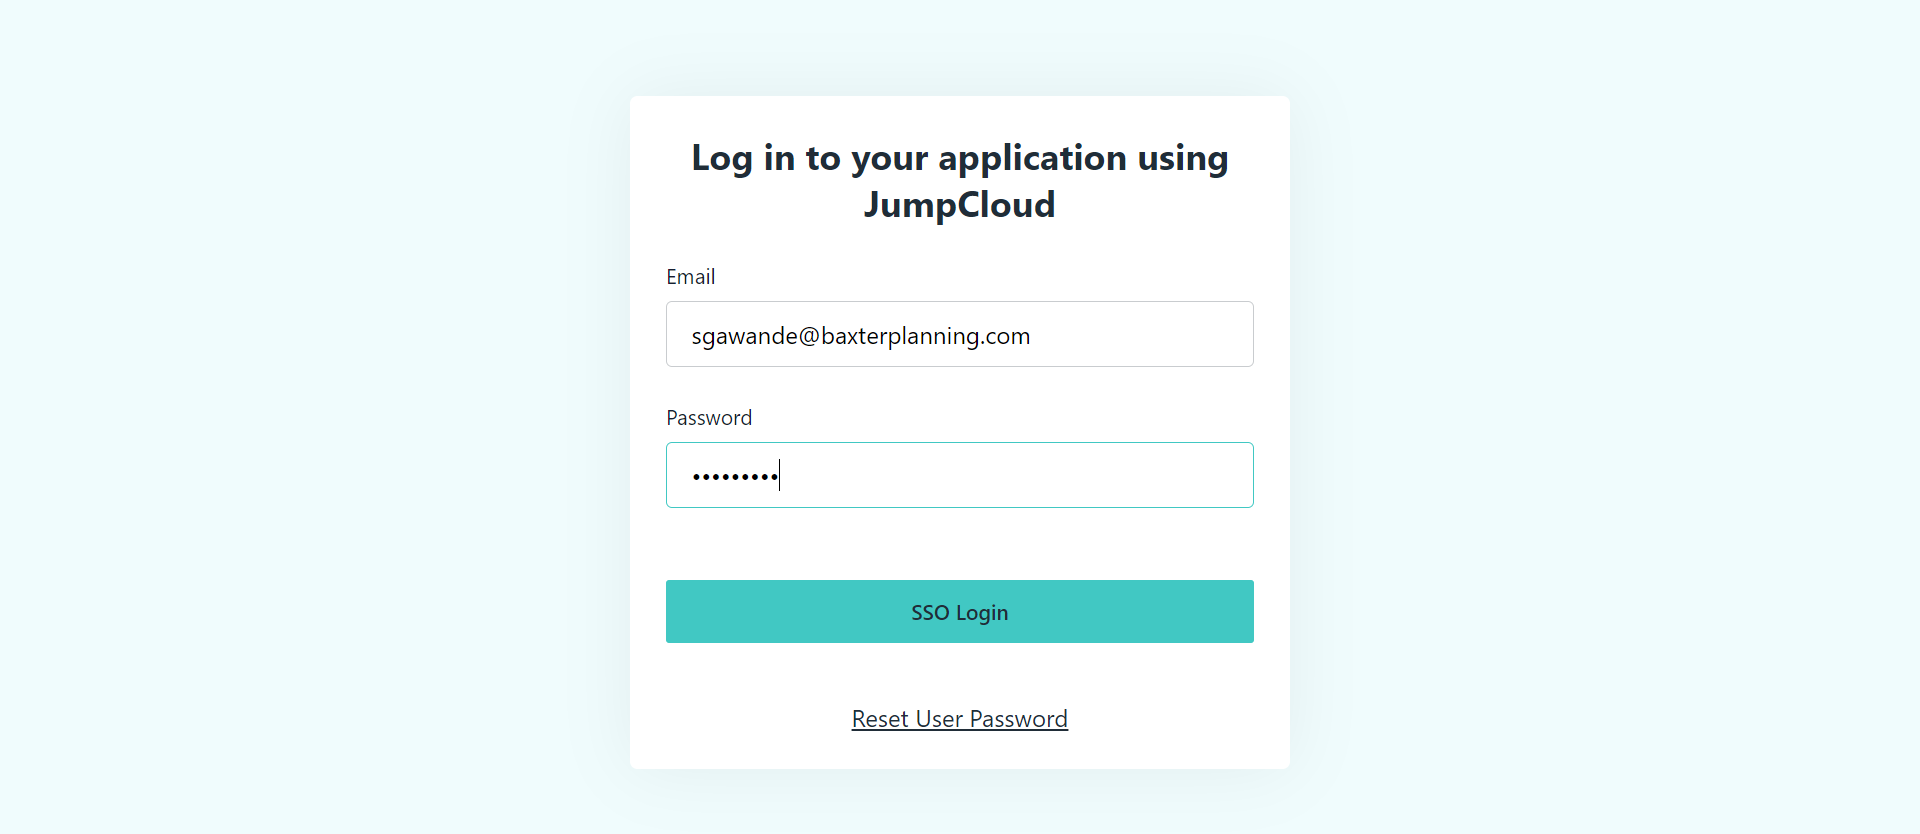 Log in to your application using
JumpCloud
Email
sgawande@baxterplanning.com
Password
•••••••••
SSO Login
Reset User Password